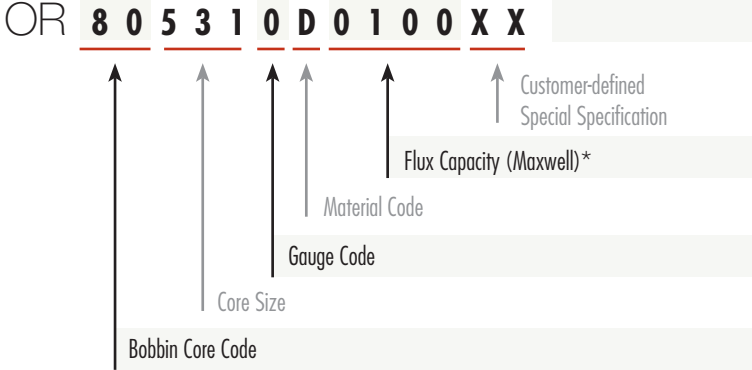 OR 8 0 5 3 1 0 D 0 1 0 0 X X
Customer-defined
Special Specification
Flux Capacity (Maxwell)*
Material Code
Gauge Code
Core Size
Bobbin Core Code